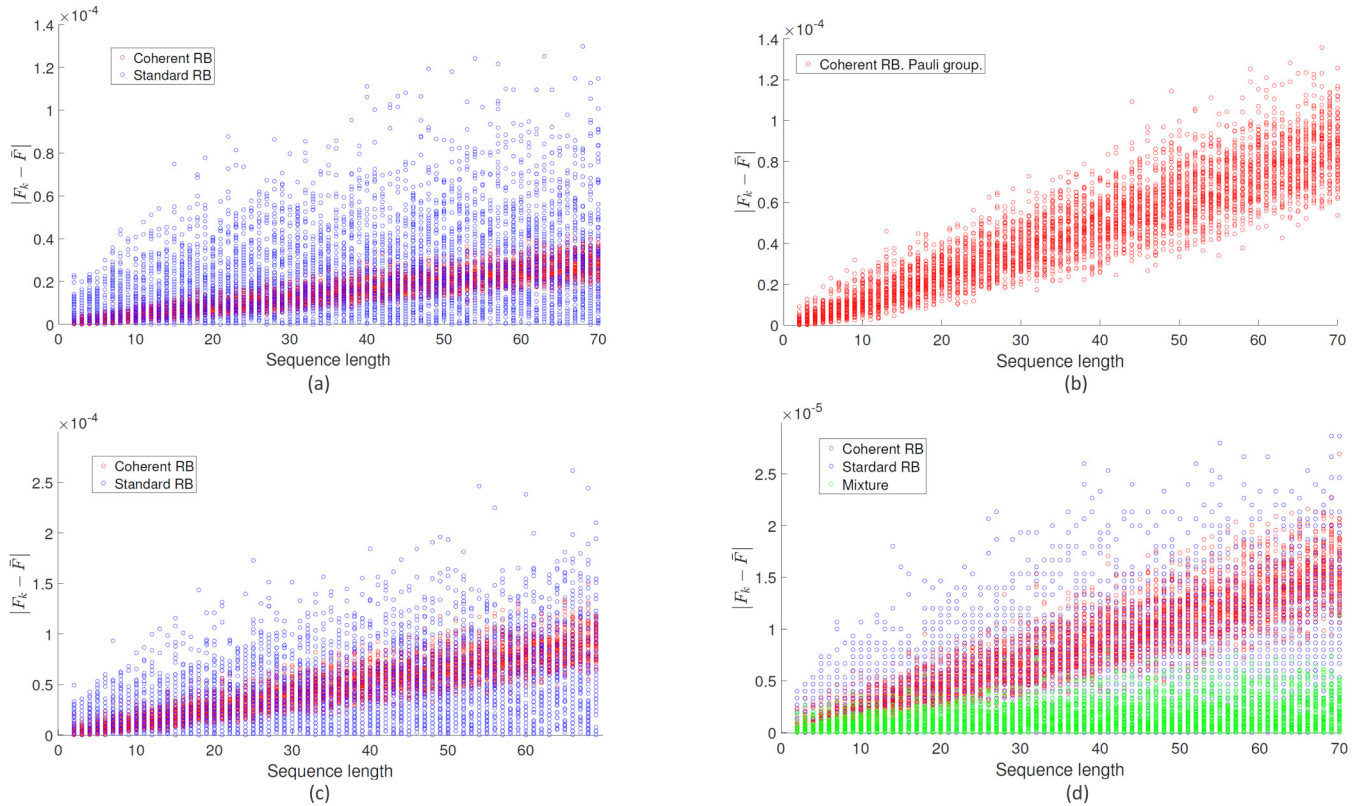 ×10⁻⁴
1.4
1.2
1
0.8
0.6
0.4
0.2
0
|F_k − F̄|
Coherent RB
Standard RB
0 10 20 30 40 50 60 70
Sequence length
(a)
×10⁻⁴
1.4
1.2
1
0.8
0.6
0.4
0.2
0
|F_k − F̄|
Coherent RB. Pauli group.
0 10 20 30 40 50 60 70
Sequence length
(b)
×10⁻⁴
2.5
2
1.5
1
0.5
0
|F_k − F̄|
Coherent RB
Standard RB
0 10 20 30 40 50 60
Sequence length
(c)
×10⁻⁵
2.5
2
1.5
1
0.5
0
|F_k − F̄|
Coherent RB
Stardard RB
Mixture
0 10 20 30 40 50 60 70
Sequence length
(d)